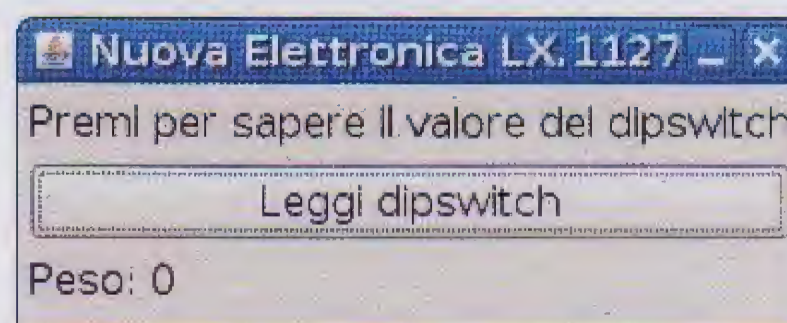 Nuova Elettronica LX.1127
Premi per sapere il valore del dipswitch
Leggi dipswitch
Peso: 0